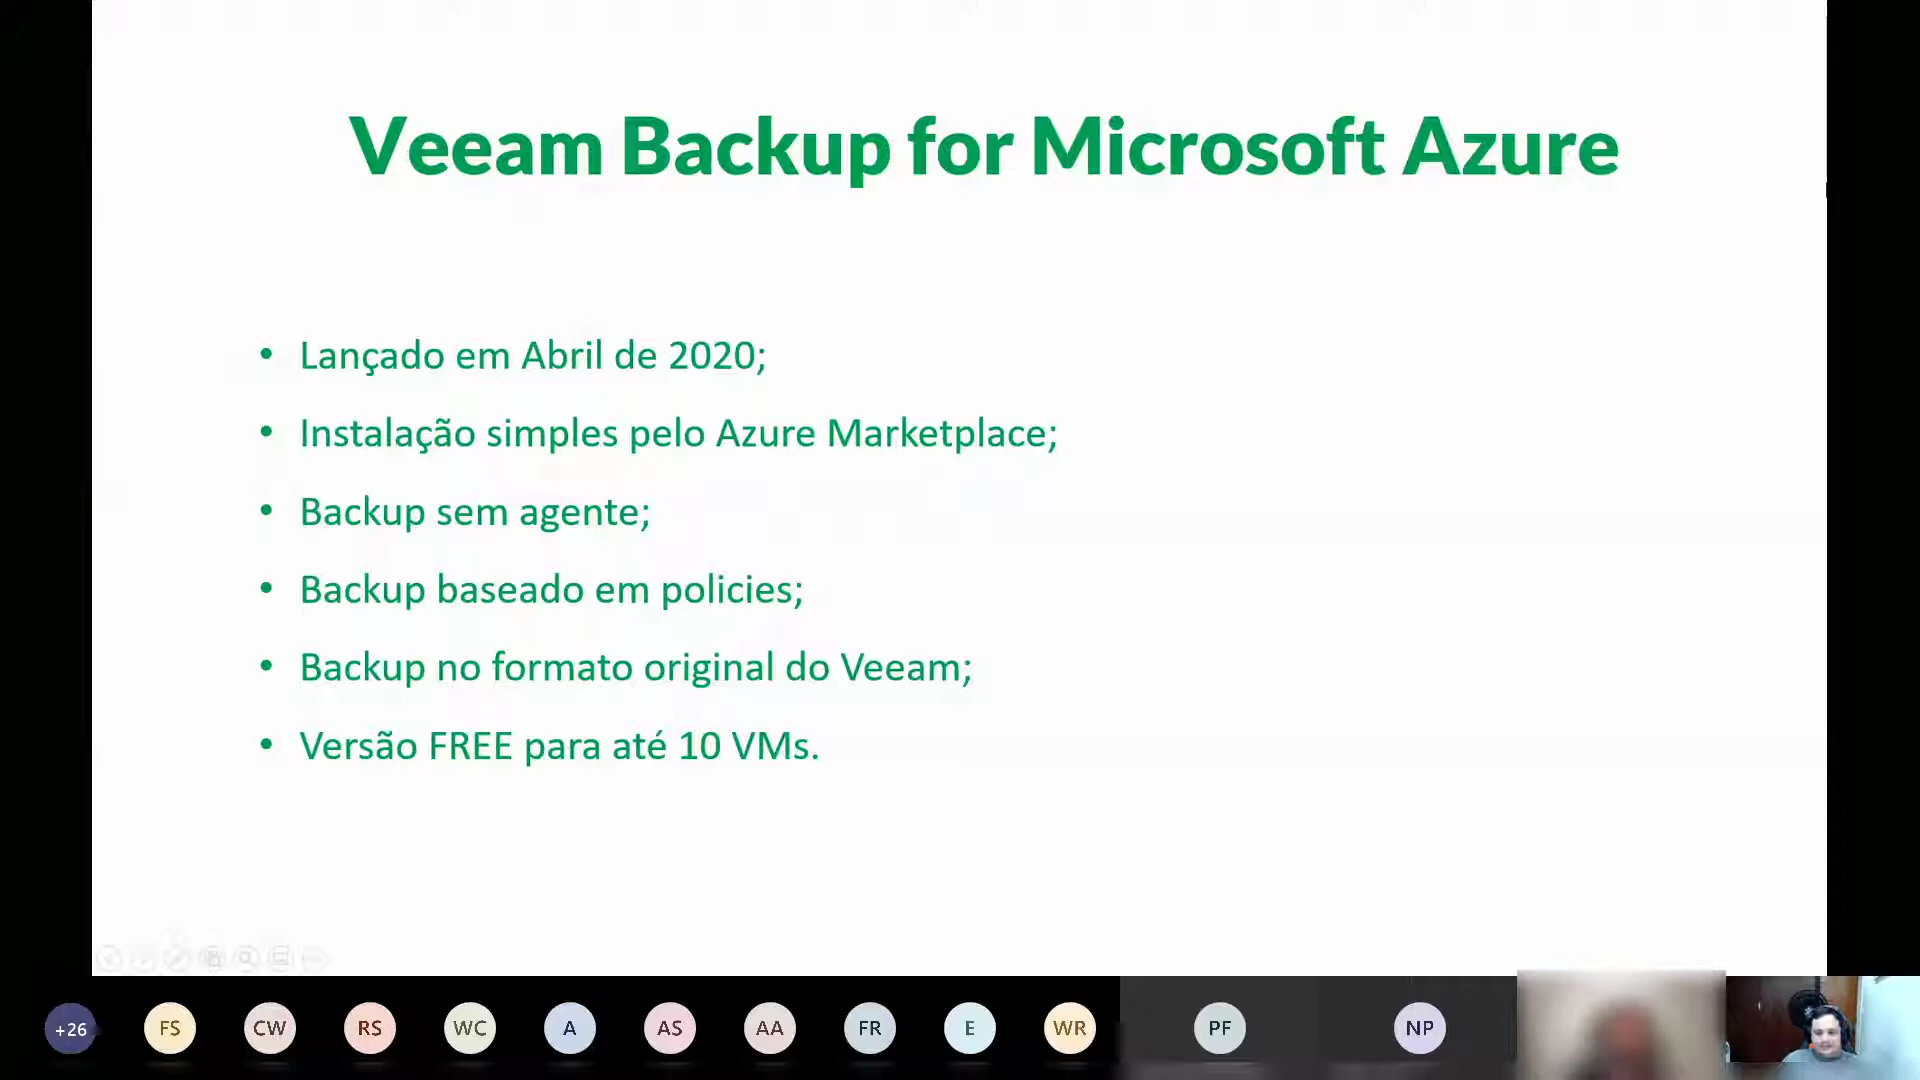 Veeam Backup for Microsoft Azure
• Lançado em Abril de 2020;
• Instalação simples pelo Azure Marketplace;
• Backup sem agente;
• Backup baseado em policies;
• Backup no formato original do Veeam;
• Versão FREE para até 10 VMs.
+26 FS CW RS WC A AS AA FR E WR PF NP